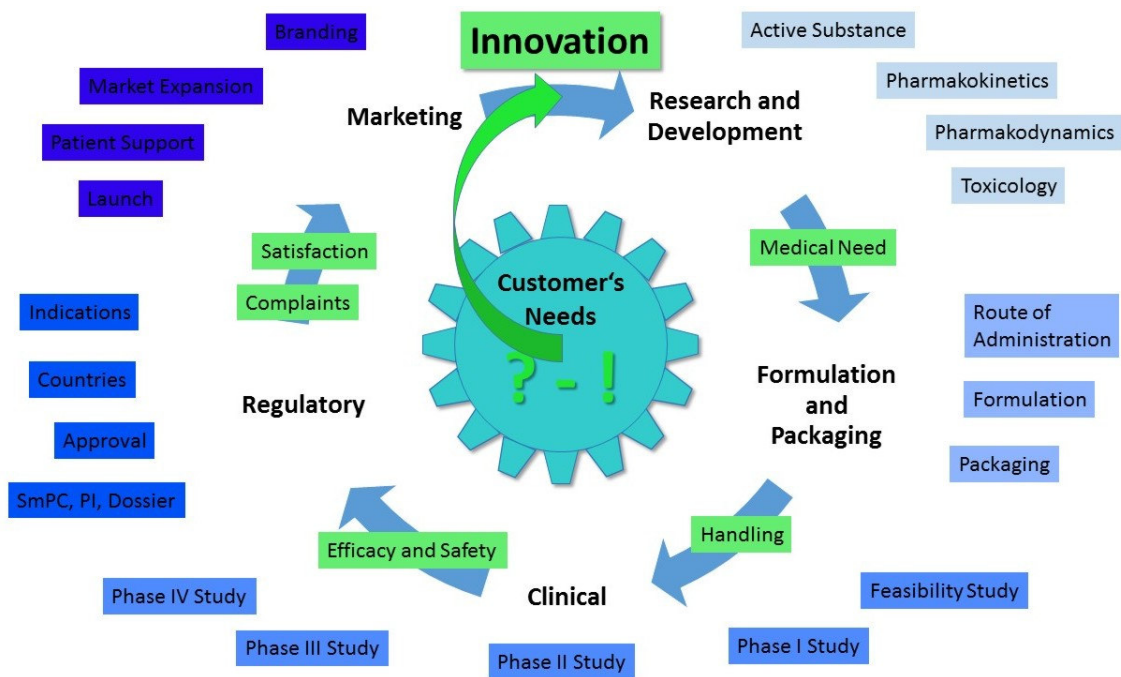 Innovation
Marketing
Research and
Development
Active Substance
Pharmakokinetics
Pharmakodynamics
Toxicology
Medical Need
Formulation
and
Packaging
Route of
Administration
Formulation
Packaging
Handling
Clinical
Feasibility Study
Phase I Study
Phase II Study
Phase III Study
Phase IV Study
Efficacy and Safety
Regulatory
SmPC, PI, Dossier
Approval
Countries
Indications
Complaints
Satisfaction
Launch
Patient Support
Market Expansion
Branding
Customer‘s
Needs
? - !